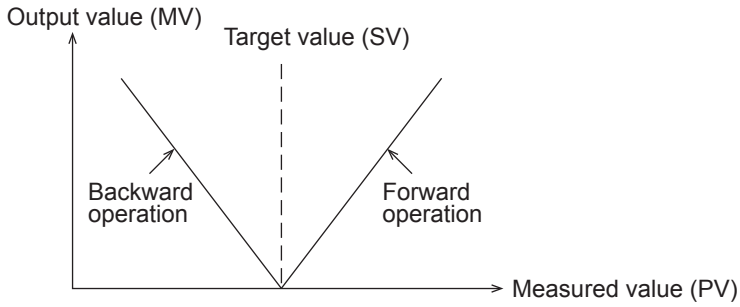 Output value (MV)
Target value (SV)
Backward
operation
Forward
operation
Measured value (PV)